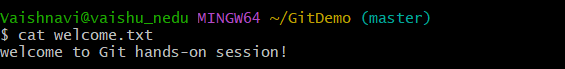 Vaishnavi@vaishu_nedu MINGW64 ~/GitDemo (master)
$ cat welcome.txt
welcome to Git hands-on session!